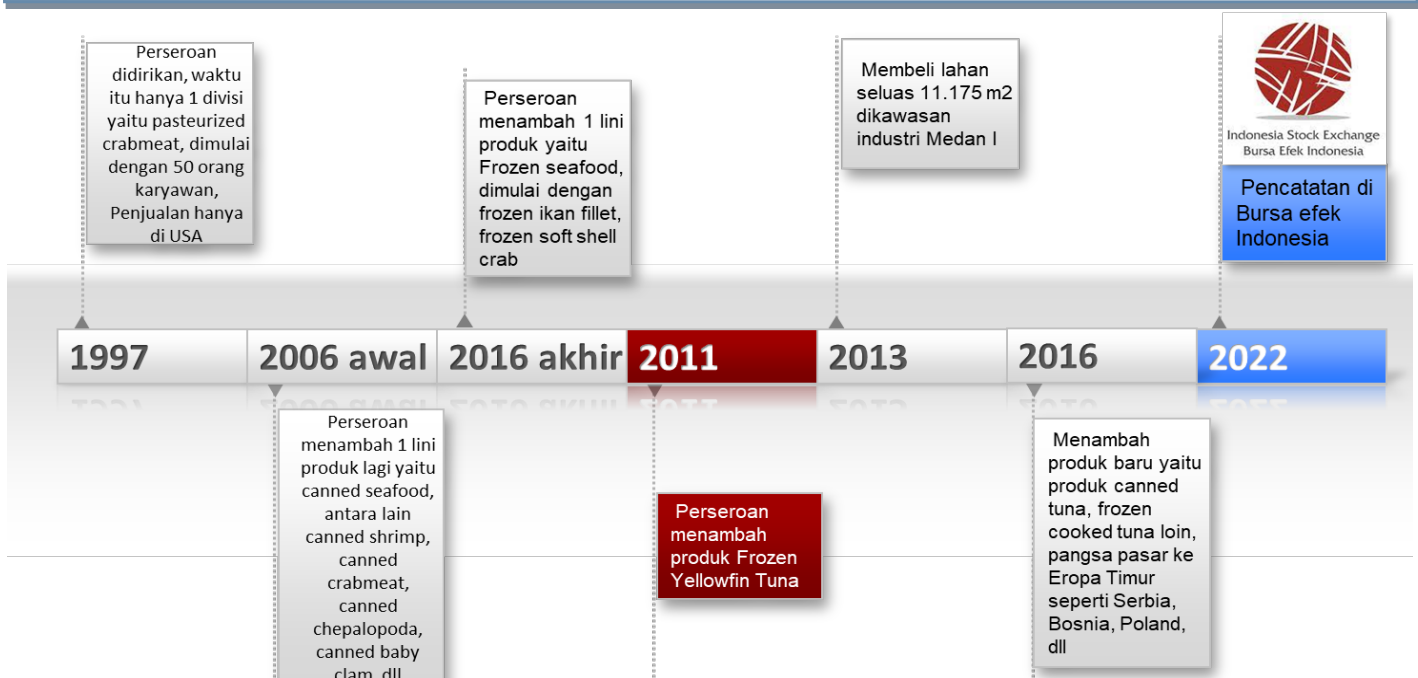 Perseroan
didirikan, waktu
itu hanya 1 divisi
yaitu pasteurized
crabmeat, dimulai
dengan 50 orang
karyawan,
Penjualan hanya
di USA
Perseroan
menambah 1 lini
produk yaitu
Frozen seafood,
dimulai dengan
frozen ikan fillet,
frozen soft shell
crab
Membeli lahan
seluas 11.175 m2
dikawasan
industri Medan I
Indonesia Stock Exchange
Bursa Efek Indonesia
Pencatatan di
Bursa efek
Indonesia
1997
2006 awal
2016 akhir
2011
2013
2016
2022
Perseroan
menambah 1 lini
produk lagi yaitu
canned seafood,
antara lain
canned shrimp,
canned
crabmeat,
canned
chepalopoda,
canned baby
clam, dll
Perseroan
menambah
produk Frozen
Yellowfin Tuna
Menambah
produk baru yaitu
produk canned
tuna, frozen
cooked tuna loin,
pangsa pasar ke
Eropa Timur
seperti Serbia,
Bosnia, Poland,
dll